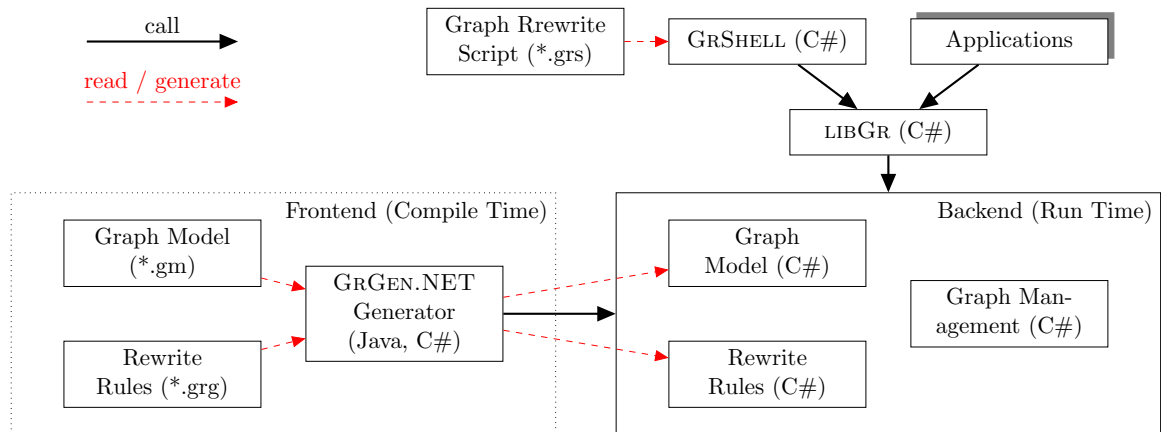 call
read / generate
Graph Rrewrite
Script (*.grs)
GRSHELL (C#)
Applications
LIBGR (C#)
Frontend (Compile Time)
Graph Model
(*.gm)
GRGEN.NET
Generator
(Java, C#)
Rewrite
Rules (*.grg)
Backend (Run Time)
Graph
Model (C#)
Graph Man-
agement (C#)
Rewrite
Rules (C#)